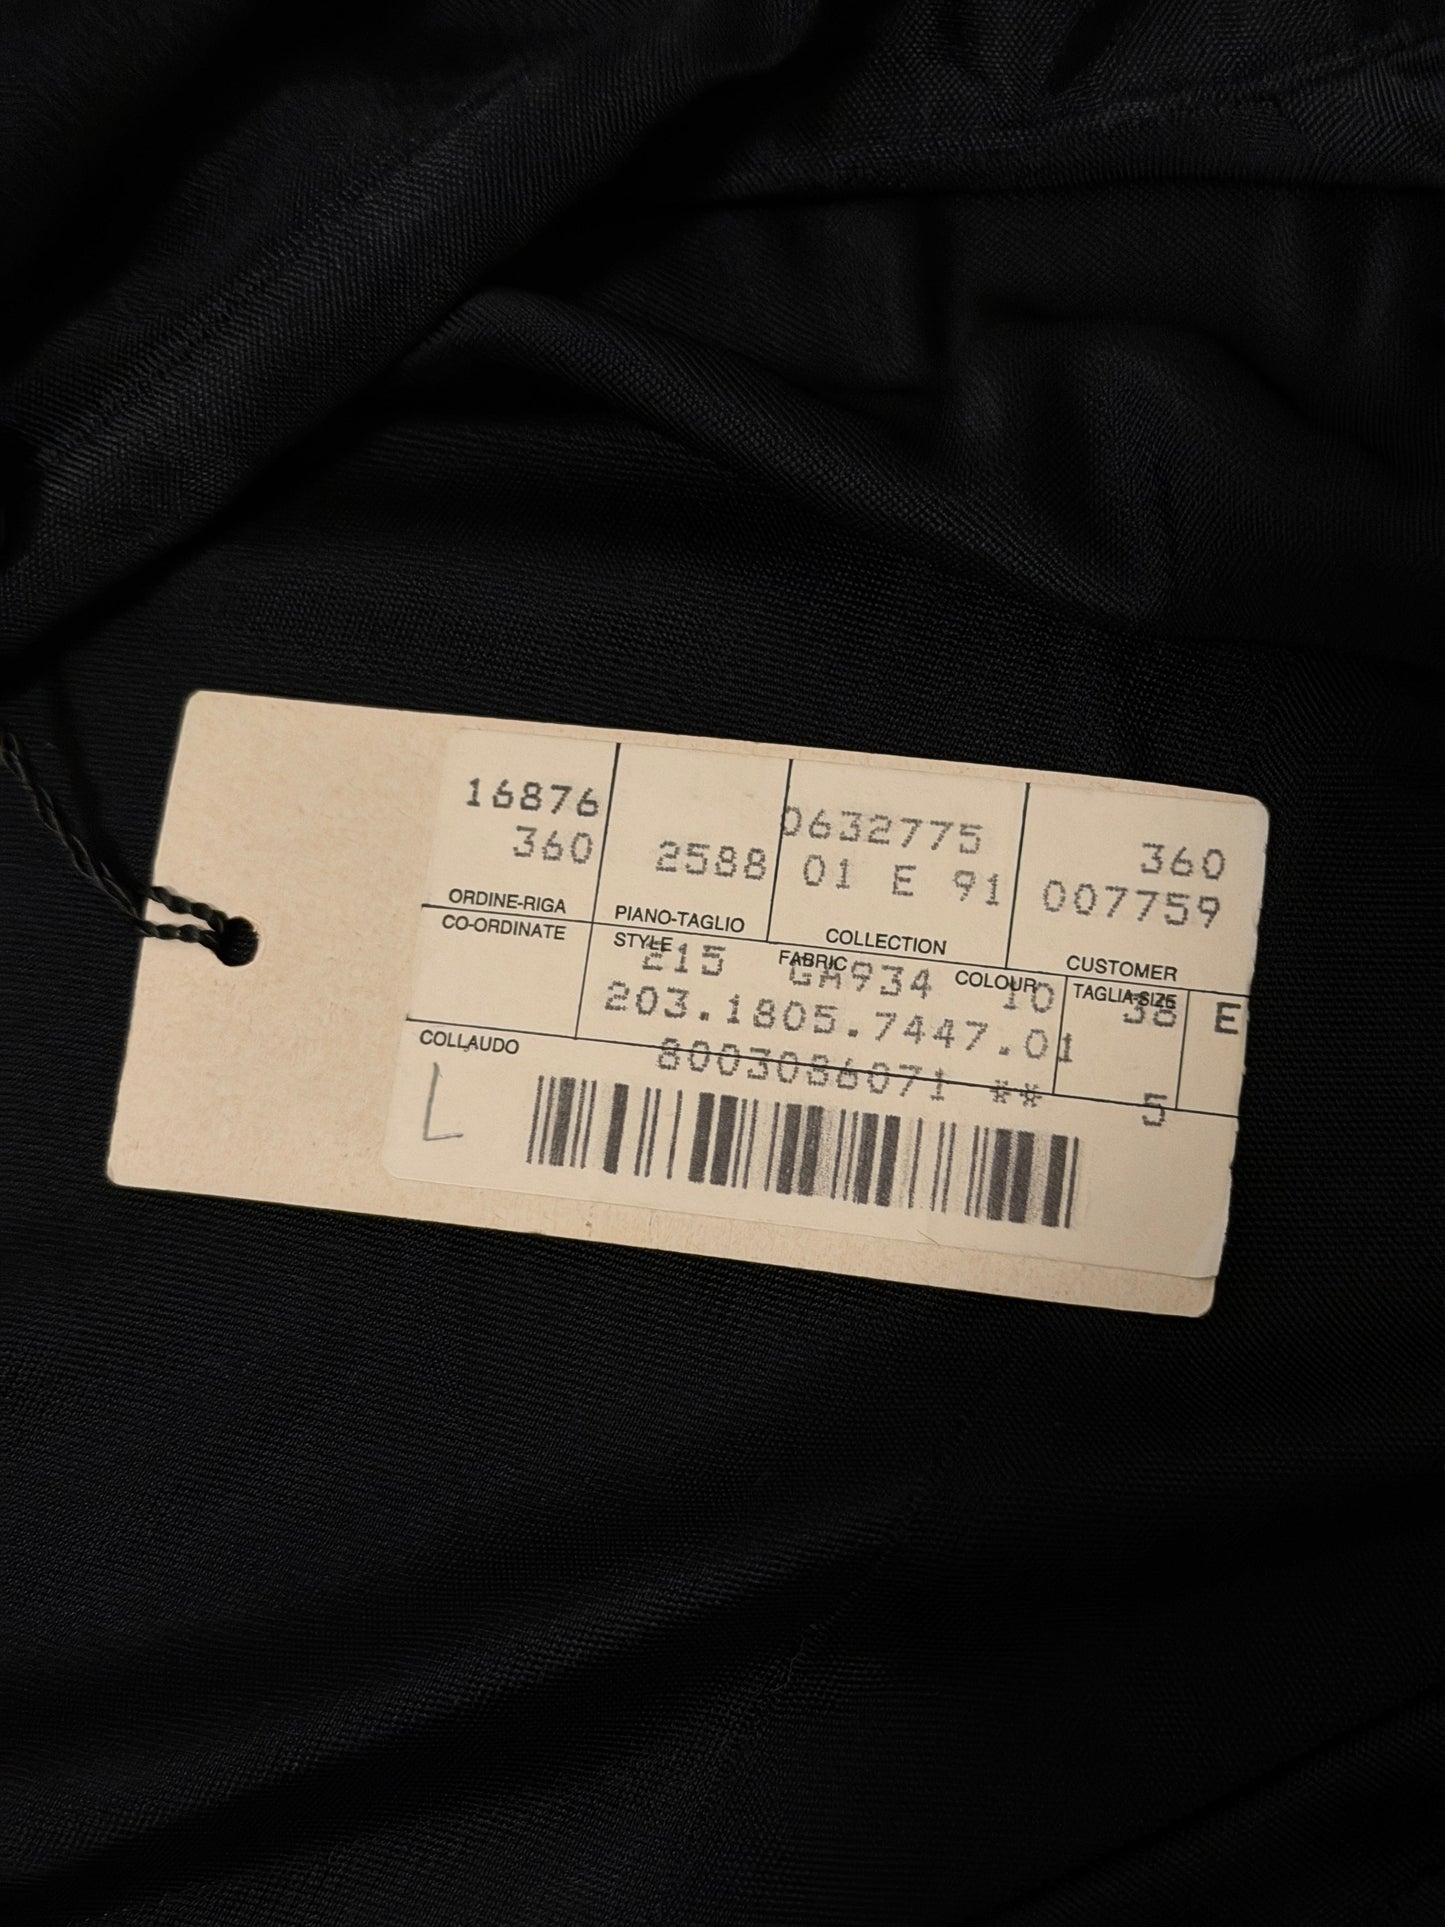 16876
360
ORDINE-RIGA
2588
PIANO-TAGLIO
0632775
01 E 91
COLLECTION
360
007759
CUSTOMER
CO-ORDINATE
STYLE FABRIC COLOUR TAGLIA-SIZE
215 GA934 10 38 E
203.1805.7447.01
8003086071 ** 5
COLLAUDO
L